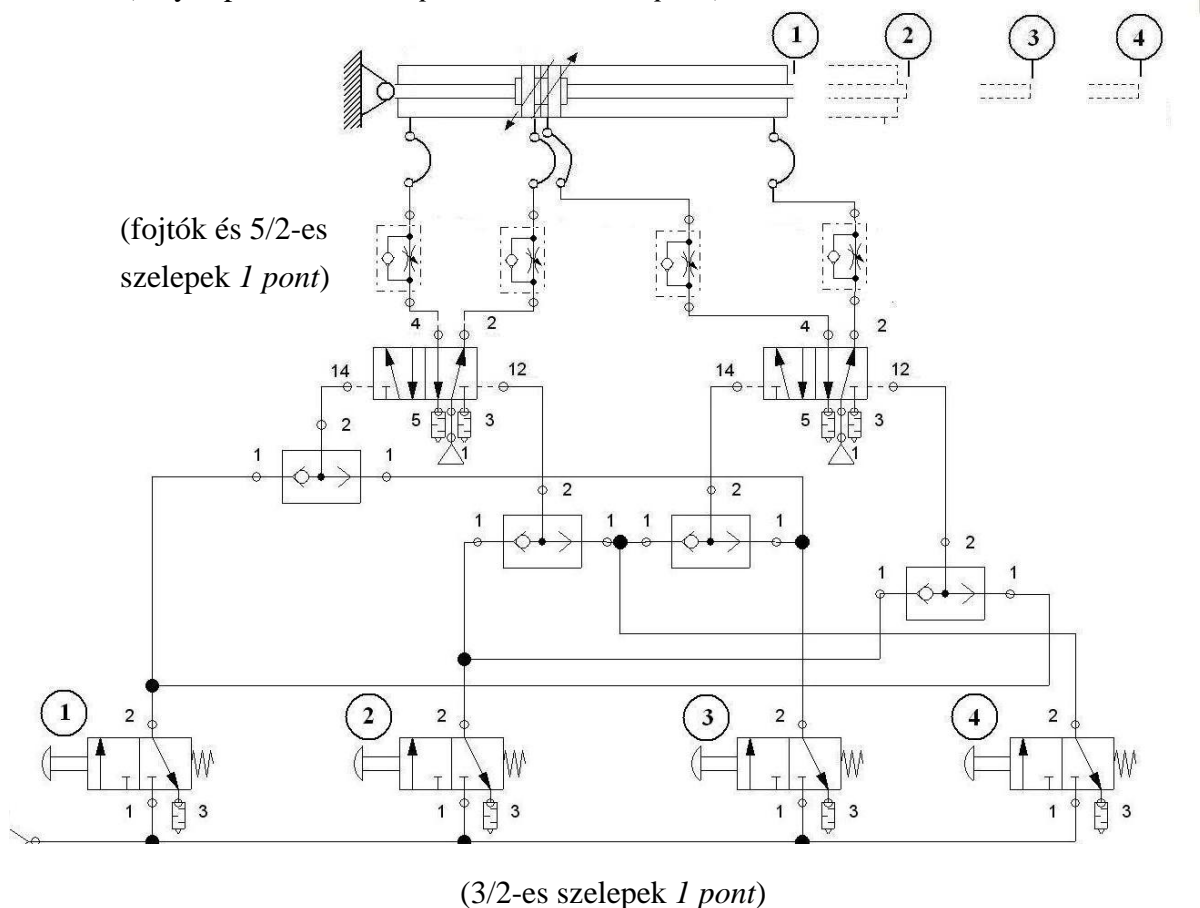 1 2 3 4
(fojtók és 5/2-es
szelepek 1 pont)
4 2 4 2
14 12 14 12
5 3 5 3
1 1
2
1 1
2 2 2
1 1 1 1
1 1
1 2 3 4
2 2 2 2
1 3 1 3 1 3 1 3
(3/2-es szelepek 1 pont)